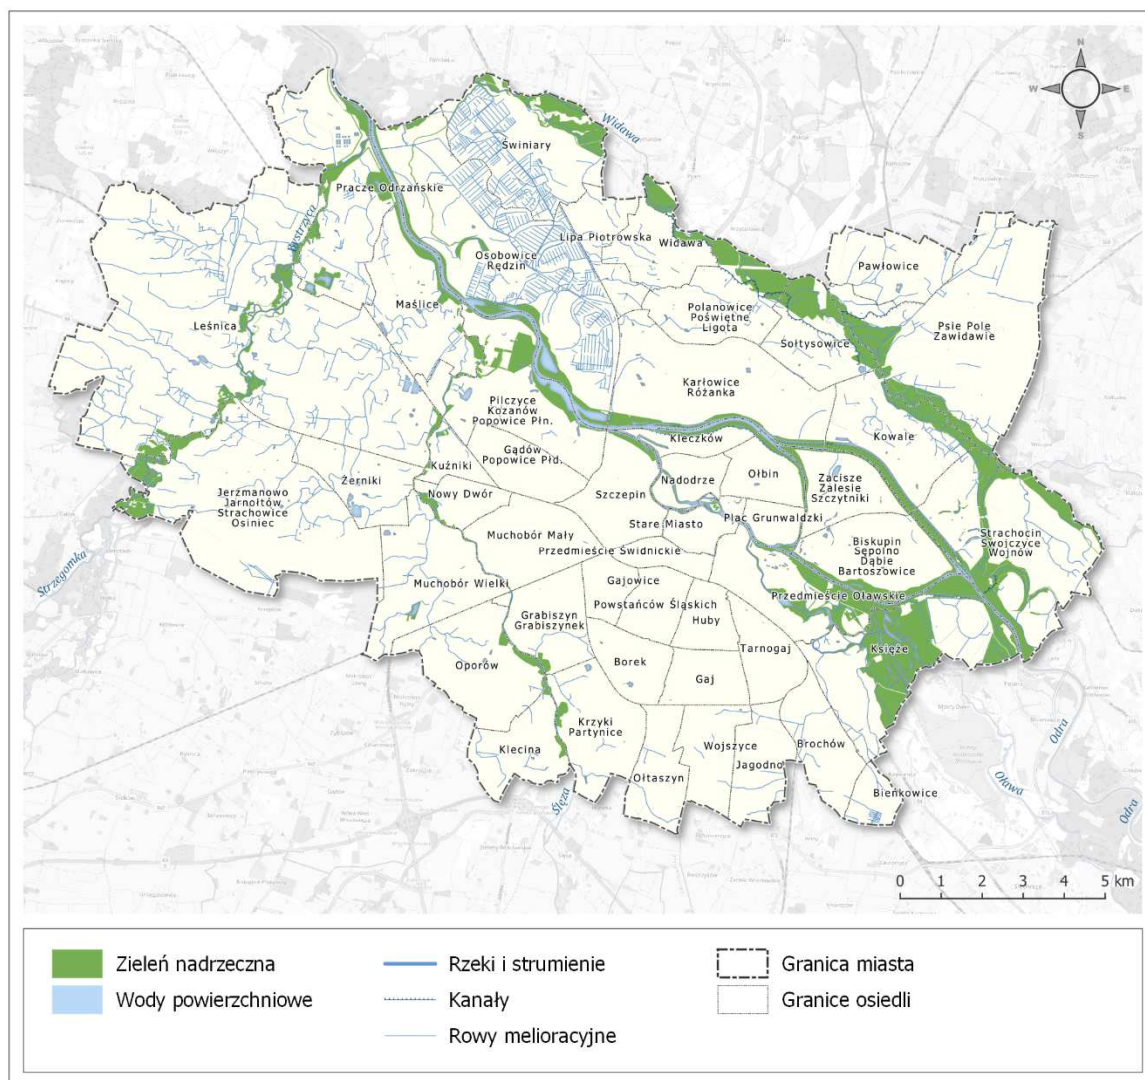 N
W E
S
Widawa
Świniary
Pracze Odrzańskie
Bystrzyca
Lipa Piotrowska
Widawa
Osobowice
Rędzin
Pawłowice
Maślice
Polanowice
Poświętne
Ligota
Psie Pole
Zawidawie
Leśnica
Sołtysowice
Karłowice
Różanka
Pilczyce
Kozanów
Popowice Płn.
Kleczków
Kowale
Gądów
Popowice Płd.
Kuźniki
Żerniki
Nadodrze
Ołbin
Zacisze
Zalesie
Szczytniki
Jerzmanowo
Jarnołtów
Strachowice
Osiniec
Nowy Dwór
Szczepin
Stare Miasto
Plac Grunwaldzki
Muchobór Mały
Biskupin
Sępolno
Dąbie
Bartoszowice
Strachocin
Swojczyce
Wojnów
Przedmieście Świdnickie
Strzegomka
Muchobór Wielki
Gajowice
Przedmieście Oławskie
Powstańców Śląskich
Huby
Grabiszyn
Grabiszynek
Księże
Tarnogaj
Oporów
Borek
Gaj
Krzyki
Partynice
Klecina
Wojszyce
Brochów
Jagodno
Ołtaszyn
Bieńkowice
Ślęza
Odra
Oława
Odra
0 1 2 3 4 5 km
Zieleń nadrzeczna
Wody powierzchniowe
Rzeki i strumienie
Kanały
Rowy melioracyjne
Granica miasta
Granice osiedli